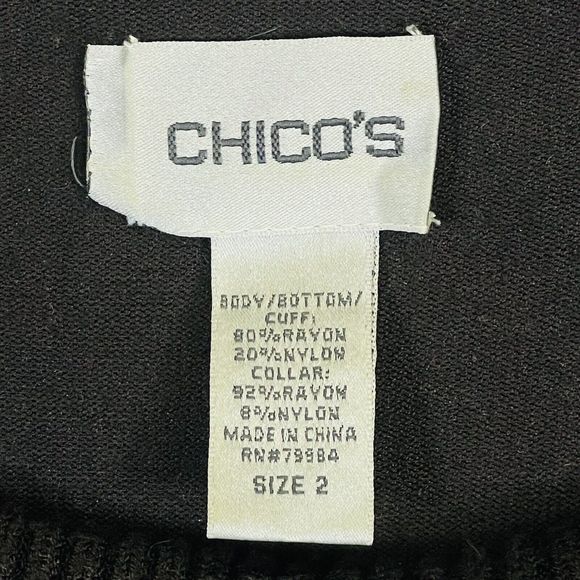 CHICO'S
BODY/BOTTOM/
CUFF:
80%RAYON
20%NYLON
COLLAR:
92%RAYON
8%NYLON
MADE IN CHINA
RN#79984
SIZE 2